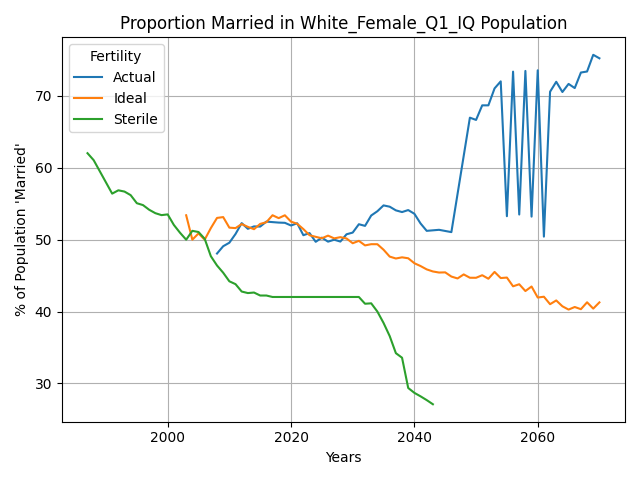 Proportion Married in White_Female_Q1_IQ Population
% of Population 'Married'
Fertility
Actual
Ideal
Sterile
70
60
50
40
30
2000
2020
2040
2060
Years